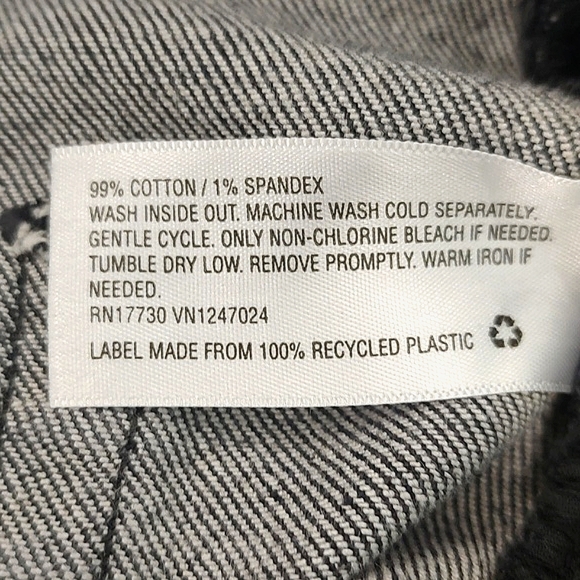 99% COTTON / 1% SPANDEX
WASH INSIDE OUT. MACHINE WASH COLD SEPARATELY.
GENTLE CYCLE. ONLY NON-CHLORINE BLEACH IF NEEDED.
TUMBLE DRY LOW. REMOVE PROMPTLY. WARM IRON IF
NEEDED.
RN17730 VN1247024
LABEL MADE FROM 100% RECYCLED PLASTIC